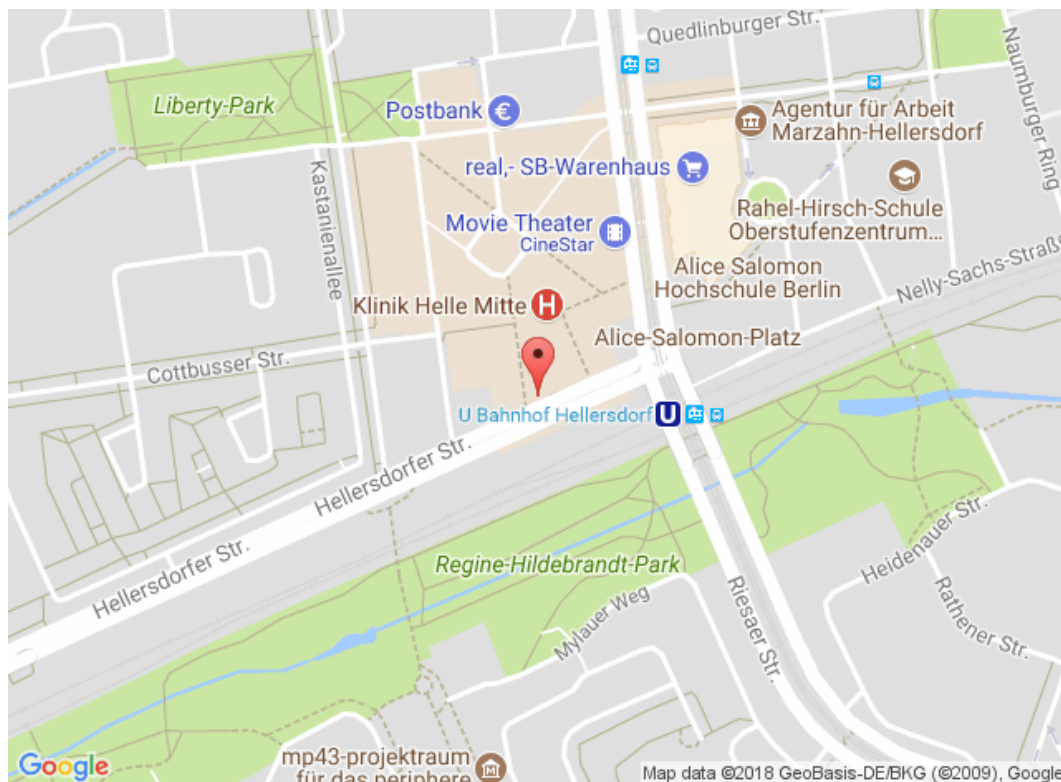 Quedlinburger Str.
Naumburger Ring
Liberty-Park
Postbank
€
Agentur für Arbeit
Marzahn-Hellersdorf
real,- SB-Warenhaus
Kastanienallee
Rahel-Hirsch-Schule
Oberstufenzentrum...
Movie Theater
CineStar
Alice Salomon
Hochschule Berlin
Nelly-Sachs-Straß
Klinik Helle Mitte
H
Alice-Salomon-Platz
Cottbusser Str.
U Bahnhof Hellersdorf
U
Hellersdorfer Str.
Hellersdorfer Str.
Regine-Hildebrandt-Park
Heidenauer Str.
Mylauer Weg
Riesaer Str.
Rathener Str.
mp43-projektraum
für das periphere
Google
Map data ©2018 GeoBasis-DE/BKG (©2009), Google